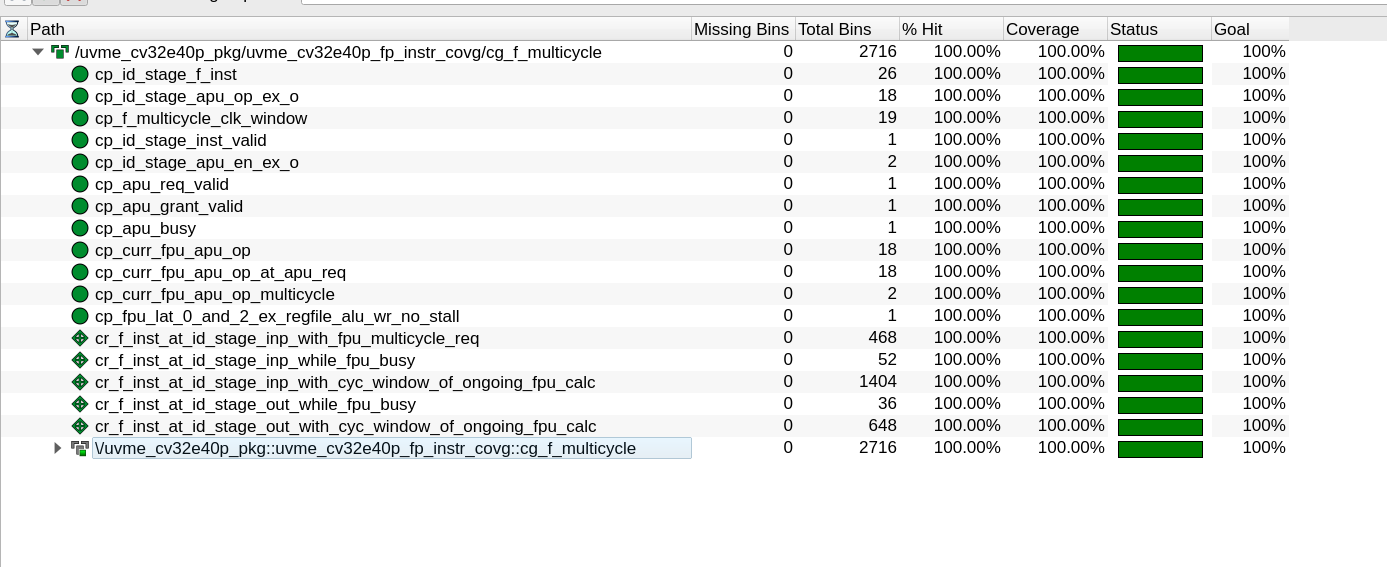 Path Missing Bins Total Bins % Hit Coverage Status Goal
/uvme_cv32e40p_pkg/uvme_cv32e40p_fp_instr_covg/cg_f_multicycle 0 2716 100.00% 100.00% 100%
cp_id_stage_f_inst 0 26 100.00% 100.00% 100%
cp_id_stage_apu_op_ex_o 0 18 100.00% 100.00% 100%
cp_f_multicycle_clk_window 0 19 100.00% 100.00% 100%
cp_id_stage_inst_valid 0 1 100.00% 100.00% 100%
cp_id_stage_apu_en_ex_o 0 2 100.00% 100.00% 100%
cp_apu_req_valid 0 1 100.00% 100.00% 100%
cp_apu_grant_valid 0 1 100.00% 100.00% 100%
cp_apu_busy 0 1 100.00% 100.00% 100%
cp_curr_fpu_apu_op 0 18 100.00% 100.00% 100%
cp_curr_fpu_apu_op_at_apu_req 0 18 100.00% 100.00% 100%
cp_curr_fpu_apu_op_multicycle 0 2 100.00% 100.00% 100%
cp_fpu_lat_0_and_2_ex_regfile_alu_wr_no_stall 0 1 100.00% 100.00% 100%
cr_f_inst_at_id_stage_inp_with_fpu_multicycle_req 0 468 100.00% 100.00% 100%
cr_f_inst_at_id_stage_inp_while_fpu_busy 0 52 100.00% 100.00% 100%
cr_f_inst_at_id_stage_inp_with_cyc_window_of_ongoing_fpu_calc 0 1404 100.00% 100.00% 100%
cr_f_inst_at_id_stage_out_while_fpu_busy 0 36 100.00% 100.00% 100%
cr_f_inst_at_id_stage_out_with_cyc_window_of_ongoing_fpu_calc 0 648 100.00% 100.00% 100%
\/uvme_cv32e40p_pkg::uvme_cv32e40p_fp_instr_covg::cg_f_multicycle 0 2716 100.00% 100.00% 100%